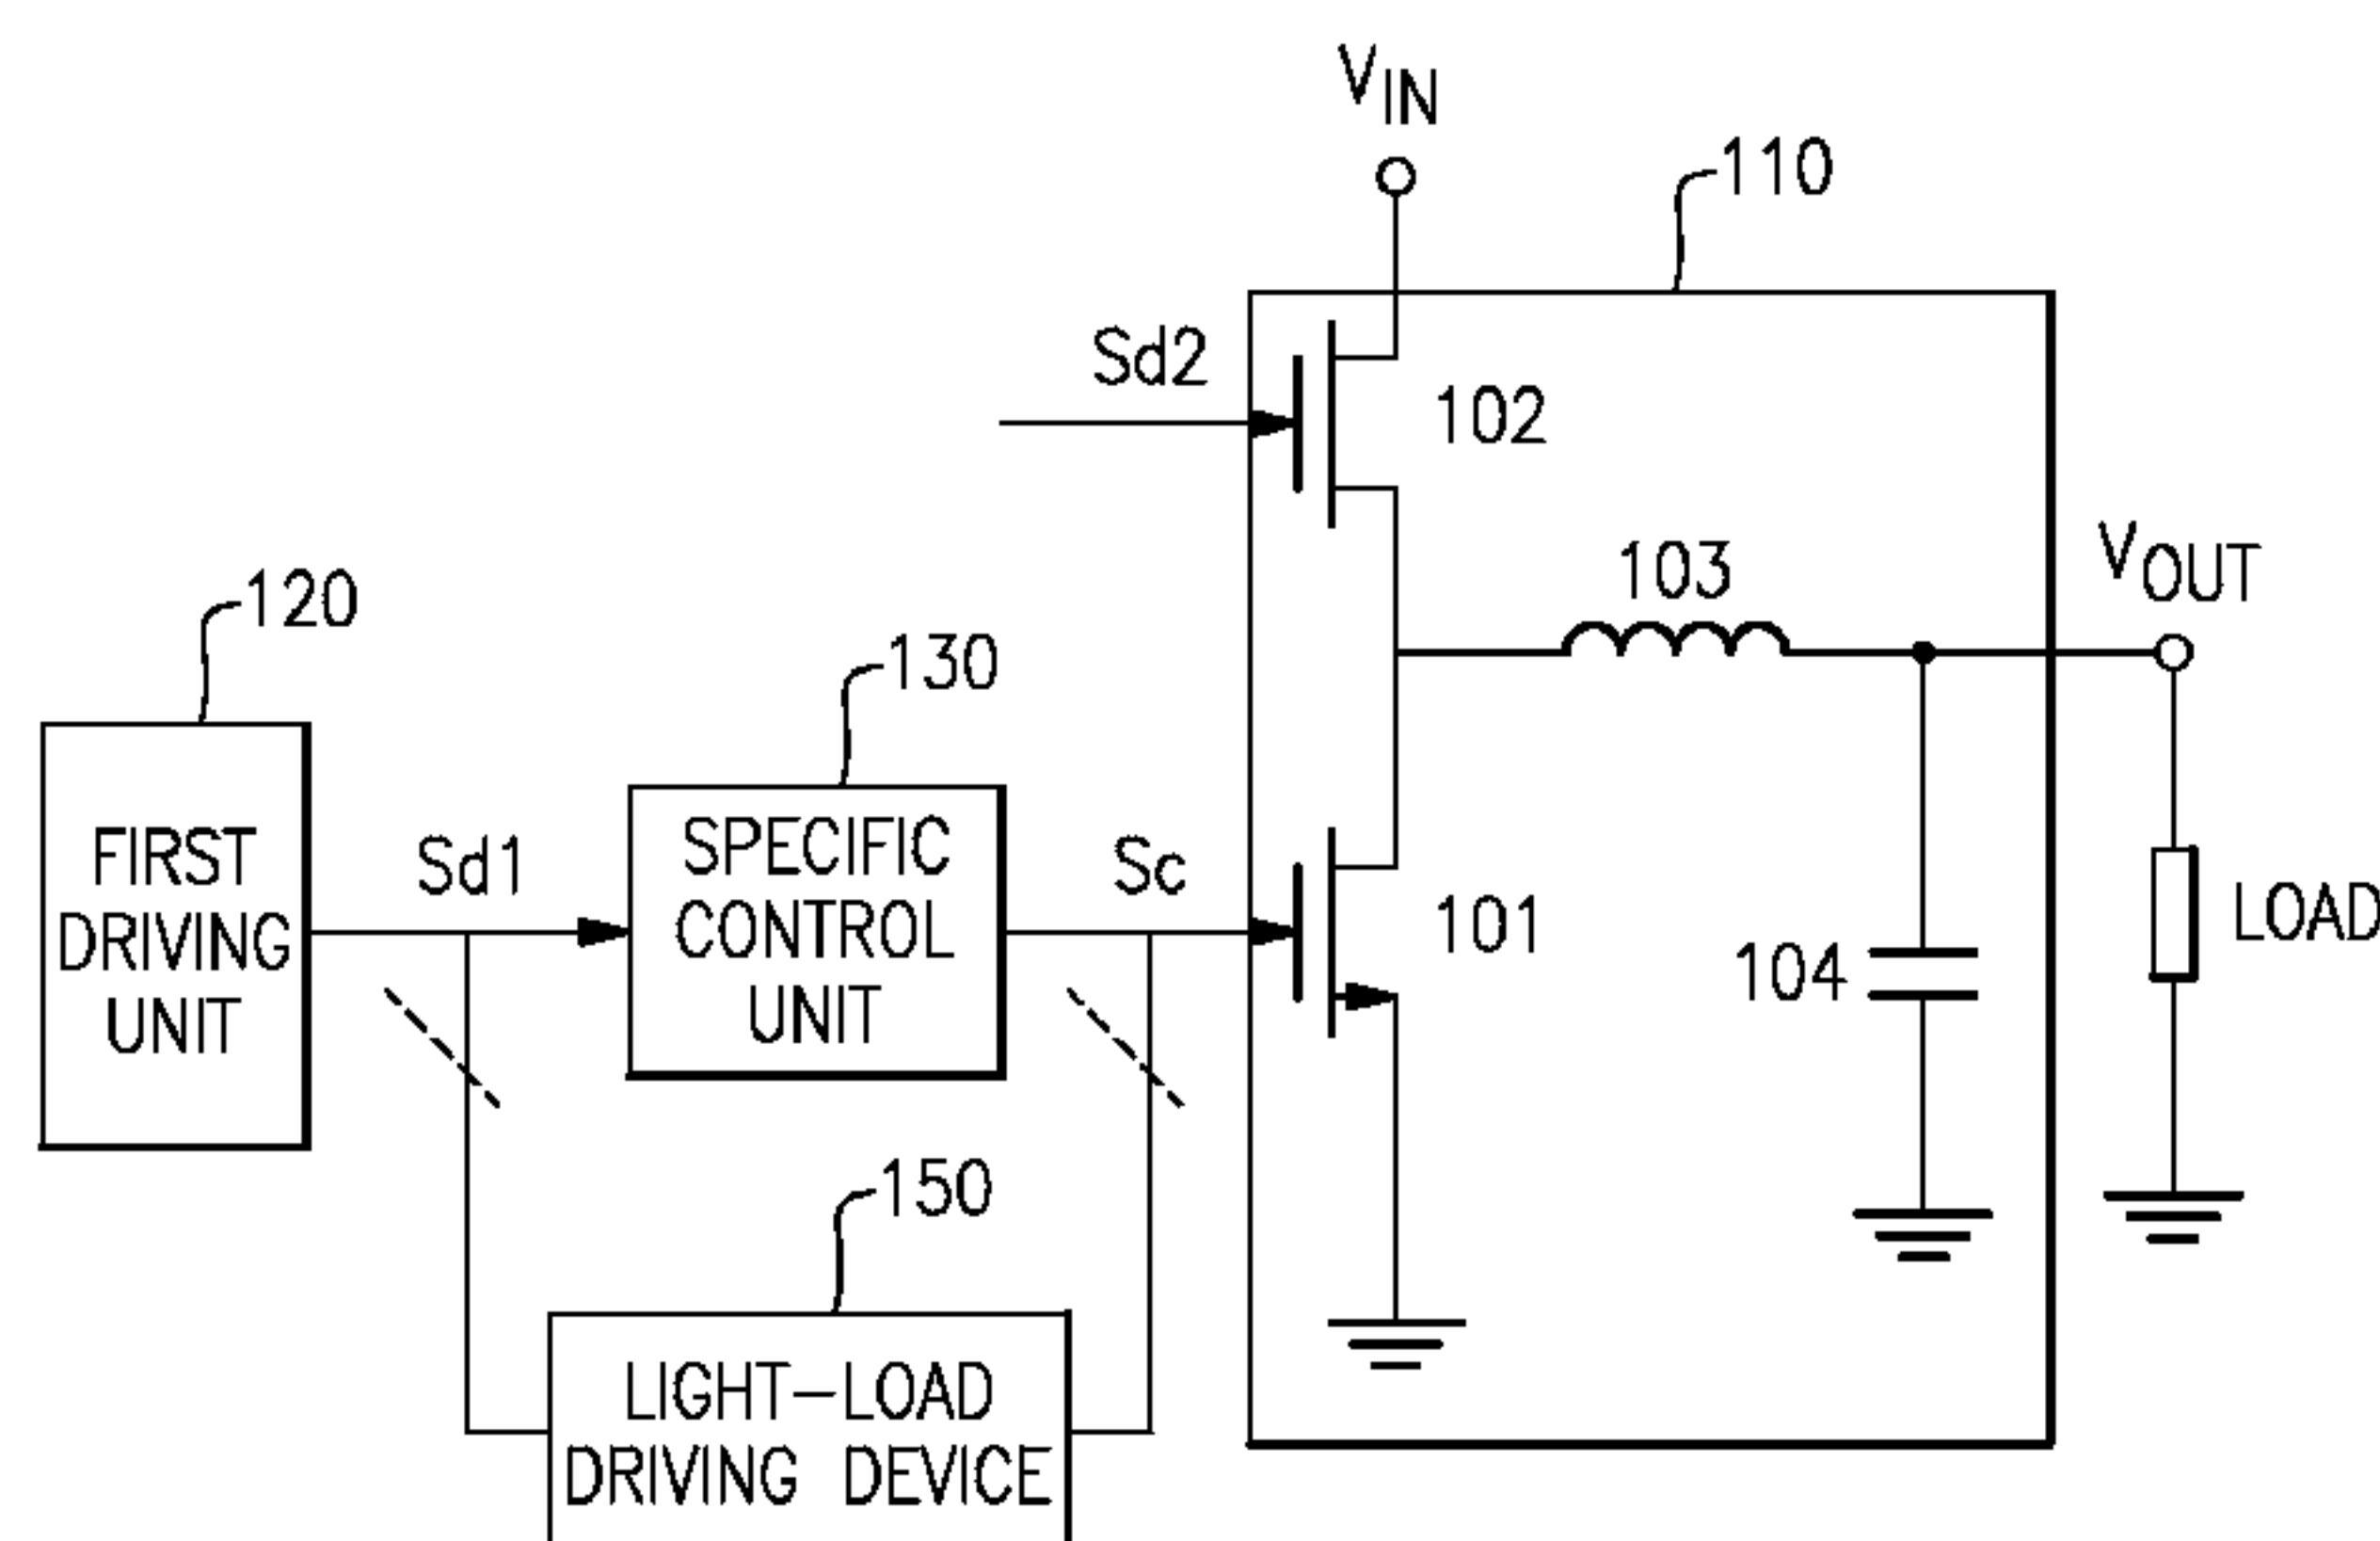 VIN
110
Sd2
102
103
VOUT
120
130
FIRST
DRIVING
UNIT
Sd1
SPECIFIC
CONTROL
UNIT
Sc
101
104
LOAD
150
LIGHT-LOAD
DRIVING DEVICE